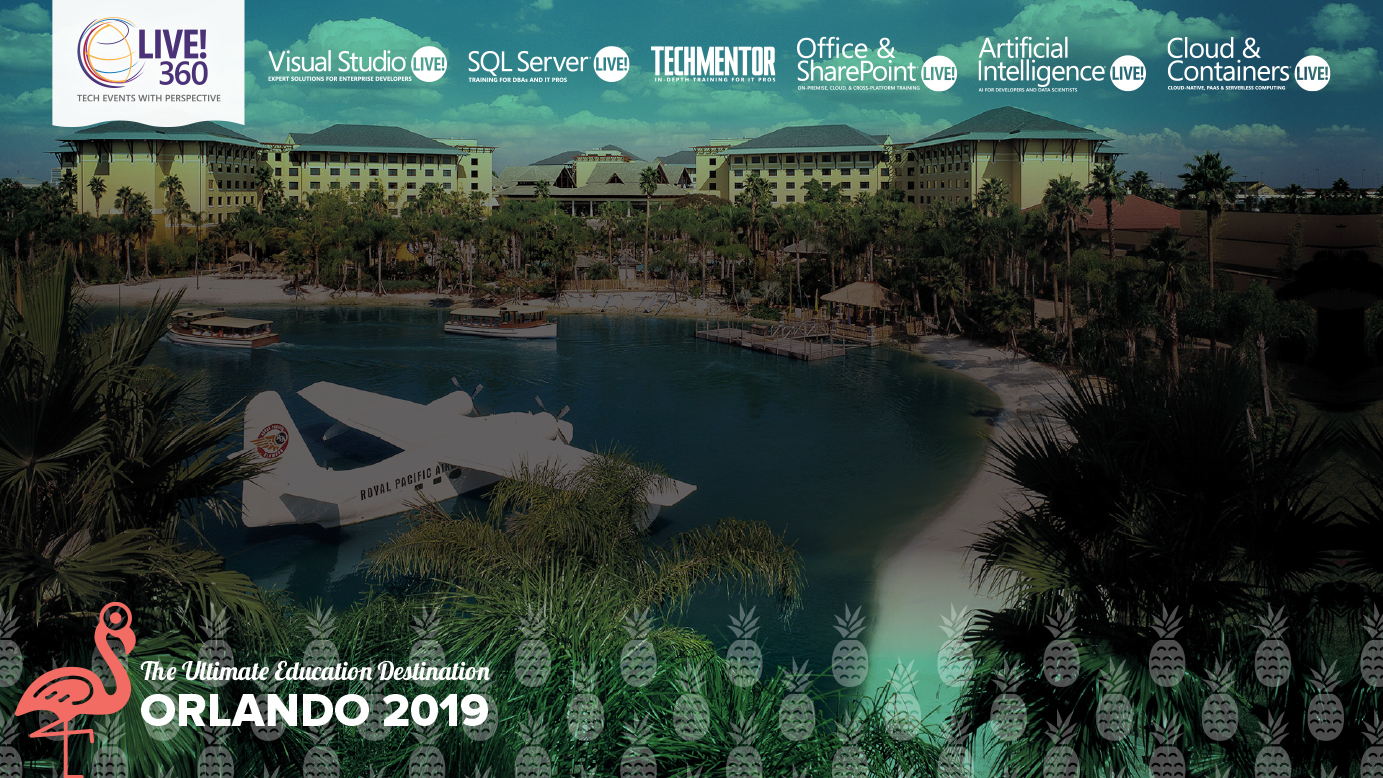 LIVE!
360
TECH EVENTS WITH PERSPECTIVE
Visual Studio LIVE!
EXPERT SOLUTIONS FOR ENTERPRISE DEVELOPERS
SQL Server LIVE!
TRAINING FOR DBAs AND IT PROS
TECHMENTOR
IN-DEPTH TRAINING FOR IT PROS
Office &
SharePoint LIVE!
ON-PREMISE, CLOUD, & CROSS-PLATFORM TRAINING
Artificial
Intelligence LIVE!
AI FOR DEVELOPERS AND DATA SCIENTISTS
Cloud &
Containers LIVE!
CLOUD-NATIVE, PAAS & SERVERLESS COMPUTING
ROYAL PACIFIC AIR
The Ultimate Education Destination
ORLANDO 2019